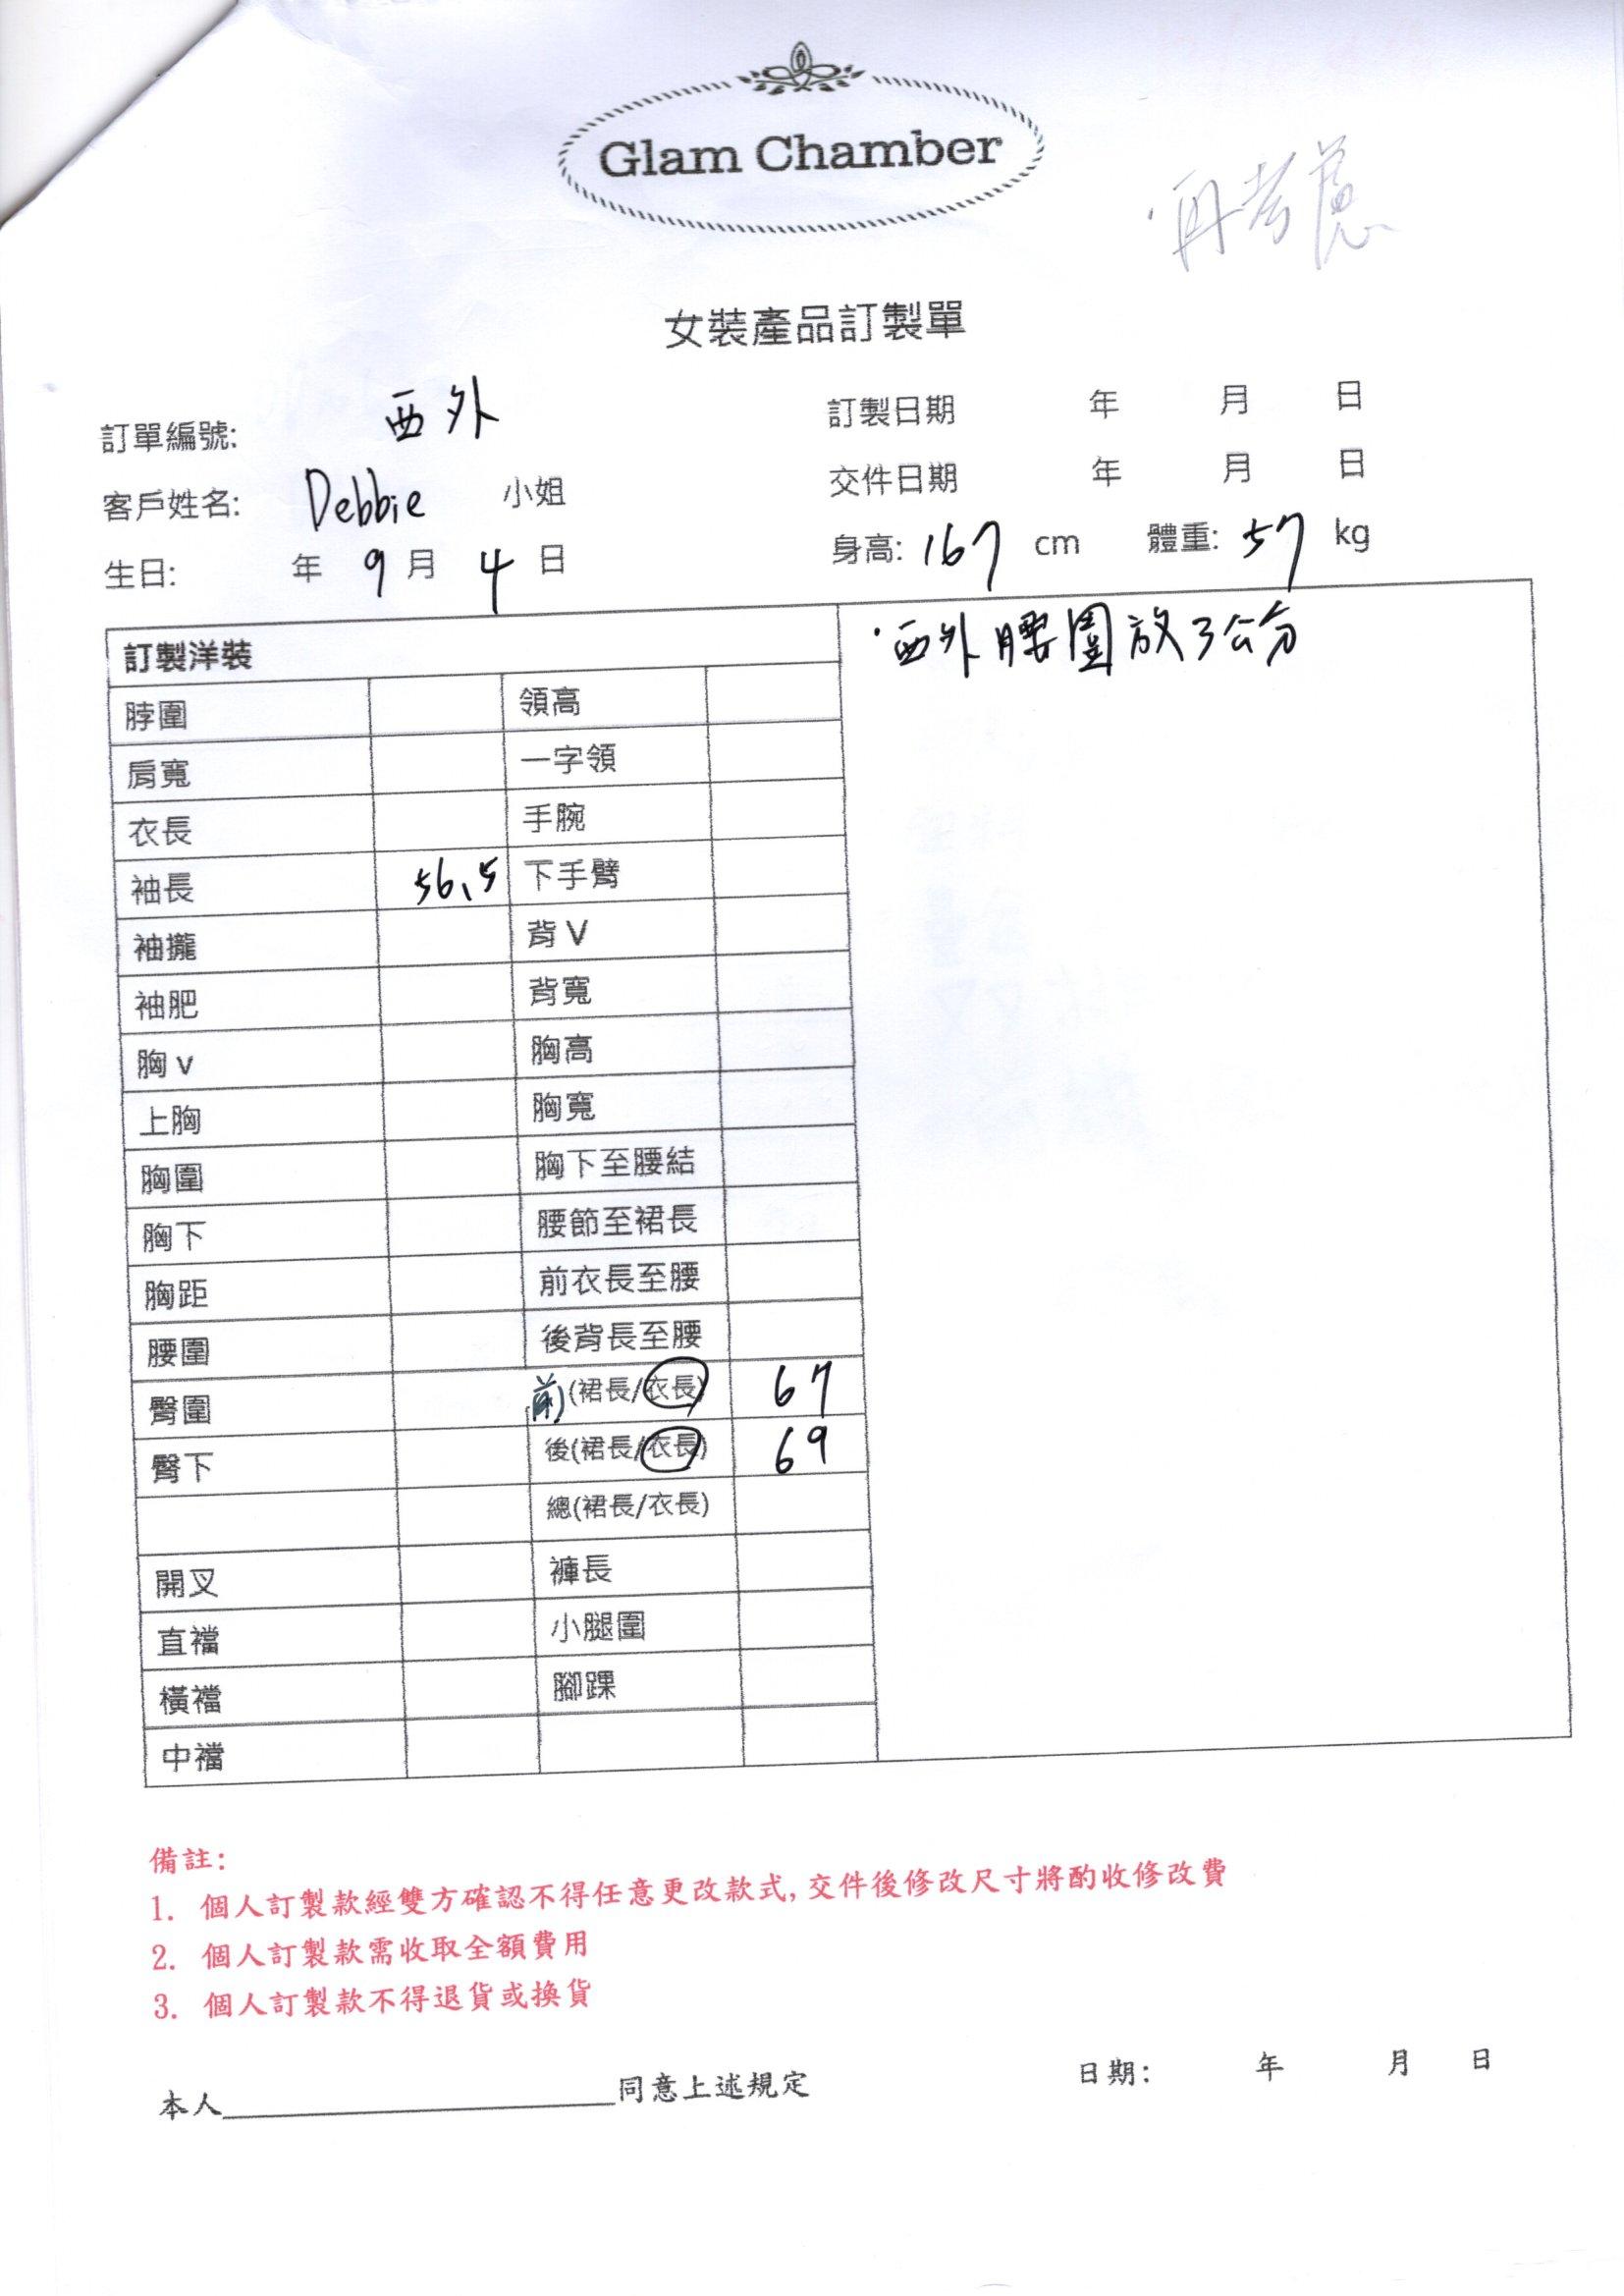 Glam Chamber
·再考慮
女裝產品訂製單
訂單編號: 西外 訂製日期 年 月 日
客戶姓名: Debbie 小姐 交件日期 年 月 日
生日: 年 9 月 4 日 身高: 167 cm 體重: 57 kg
訂製洋裝
·西外腰圍放3公分
脖圍 領高
肩寬 一字領
衣長 手腕
袖長 56.5 下手臂
袖攏 背 V
袖肥 背寬
胸 v 胸高
上胸 胸寬
胸圍 胸下至腰結
胸下 腰節至裙長
胸距 前衣長至腰
腰圍 後背長至腰
臀圍 前(裙長/衣長) 67
臀下 後(裙長/衣長) 69
總(裙長/衣長)
開叉 褲長
直襠 小腿圍
橫襠 腳踝
中襠
備註:
1. 個人訂製款經雙方確認不得任意更改款式,交件後修改尺寸將酌收修改費
2. 個人訂製款需收取全額費用
3. 個人訂製款不得退貨或換貨
本人____________________同意上述規定 日期: 年 月 日